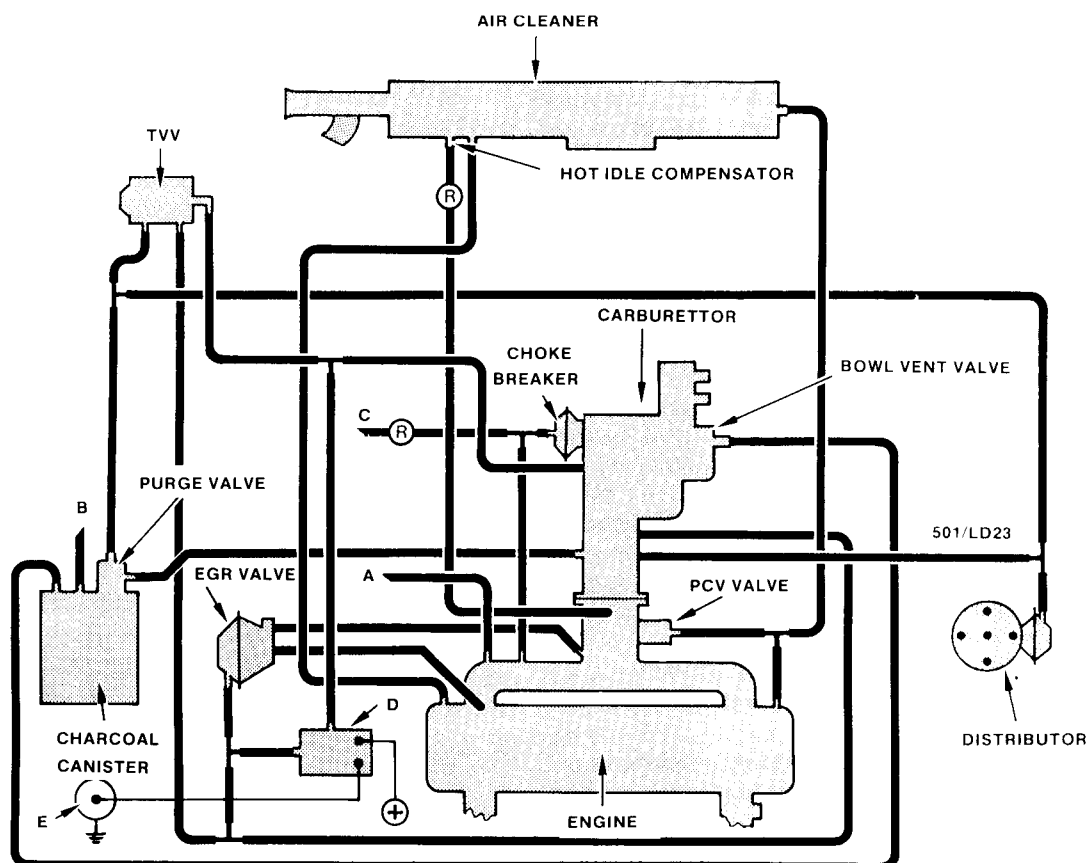 AIR CLEANER
TVV
HOT IDLE COMPENSATOR
R
CARBURETTOR
CHOKE
BREAKER
BOWL VENT VALVE
C
R
PURGE VALVE
B
501/LD23
EGR VALVE
A
PCV VALVE
D
CHARCOAL
CANISTER
DISTRIBUTOR
E
+
ENGINE